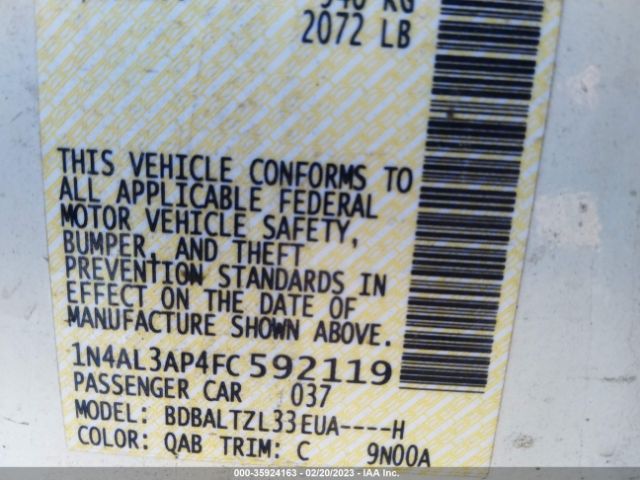 2072 LB
THIS VEHICLE CONFORMS TO
ALL APPLICABLE FEDERAL
MOTOR VEHICLE SAFETY,
BUMPER, AND THEFT
PREVENTION STANDARDS IN
EFFECT ON THE DATE OF
MANUFACTURE SHOWN ABOVE.
1N4AL3AP4FC592119
PASSENGER CAR 037
MODEL: BDBALTZL33EUA----H
COLOR: QAB TRIM: C 9N00A
000-35924163 - 02/20/2023 - IAA Inc.